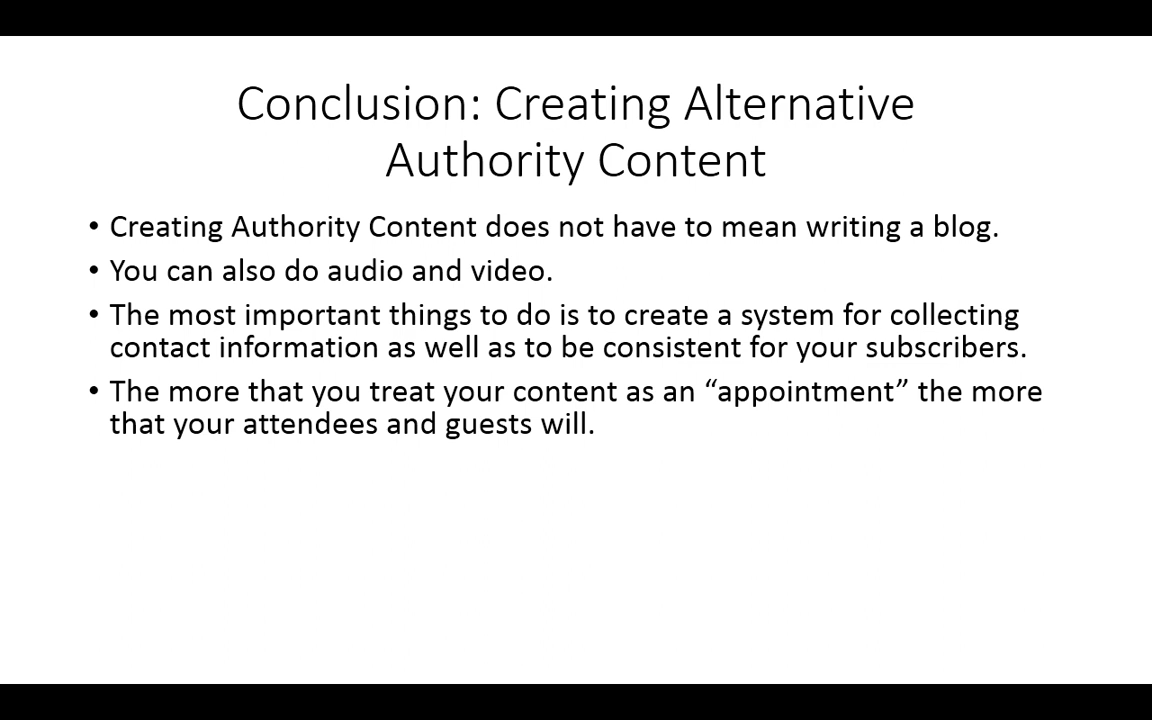 Conclusion: Creating Alternative
Authority Content
• Creating Authority Content does not have to mean writing a blog.
• You can also do audio and video.
• The most important things to do is to create a system for collecting
contact information as well as to be consistent for your subscribers.
• The more that you treat your content as an “appointment” the more
that your attendees and guests will.